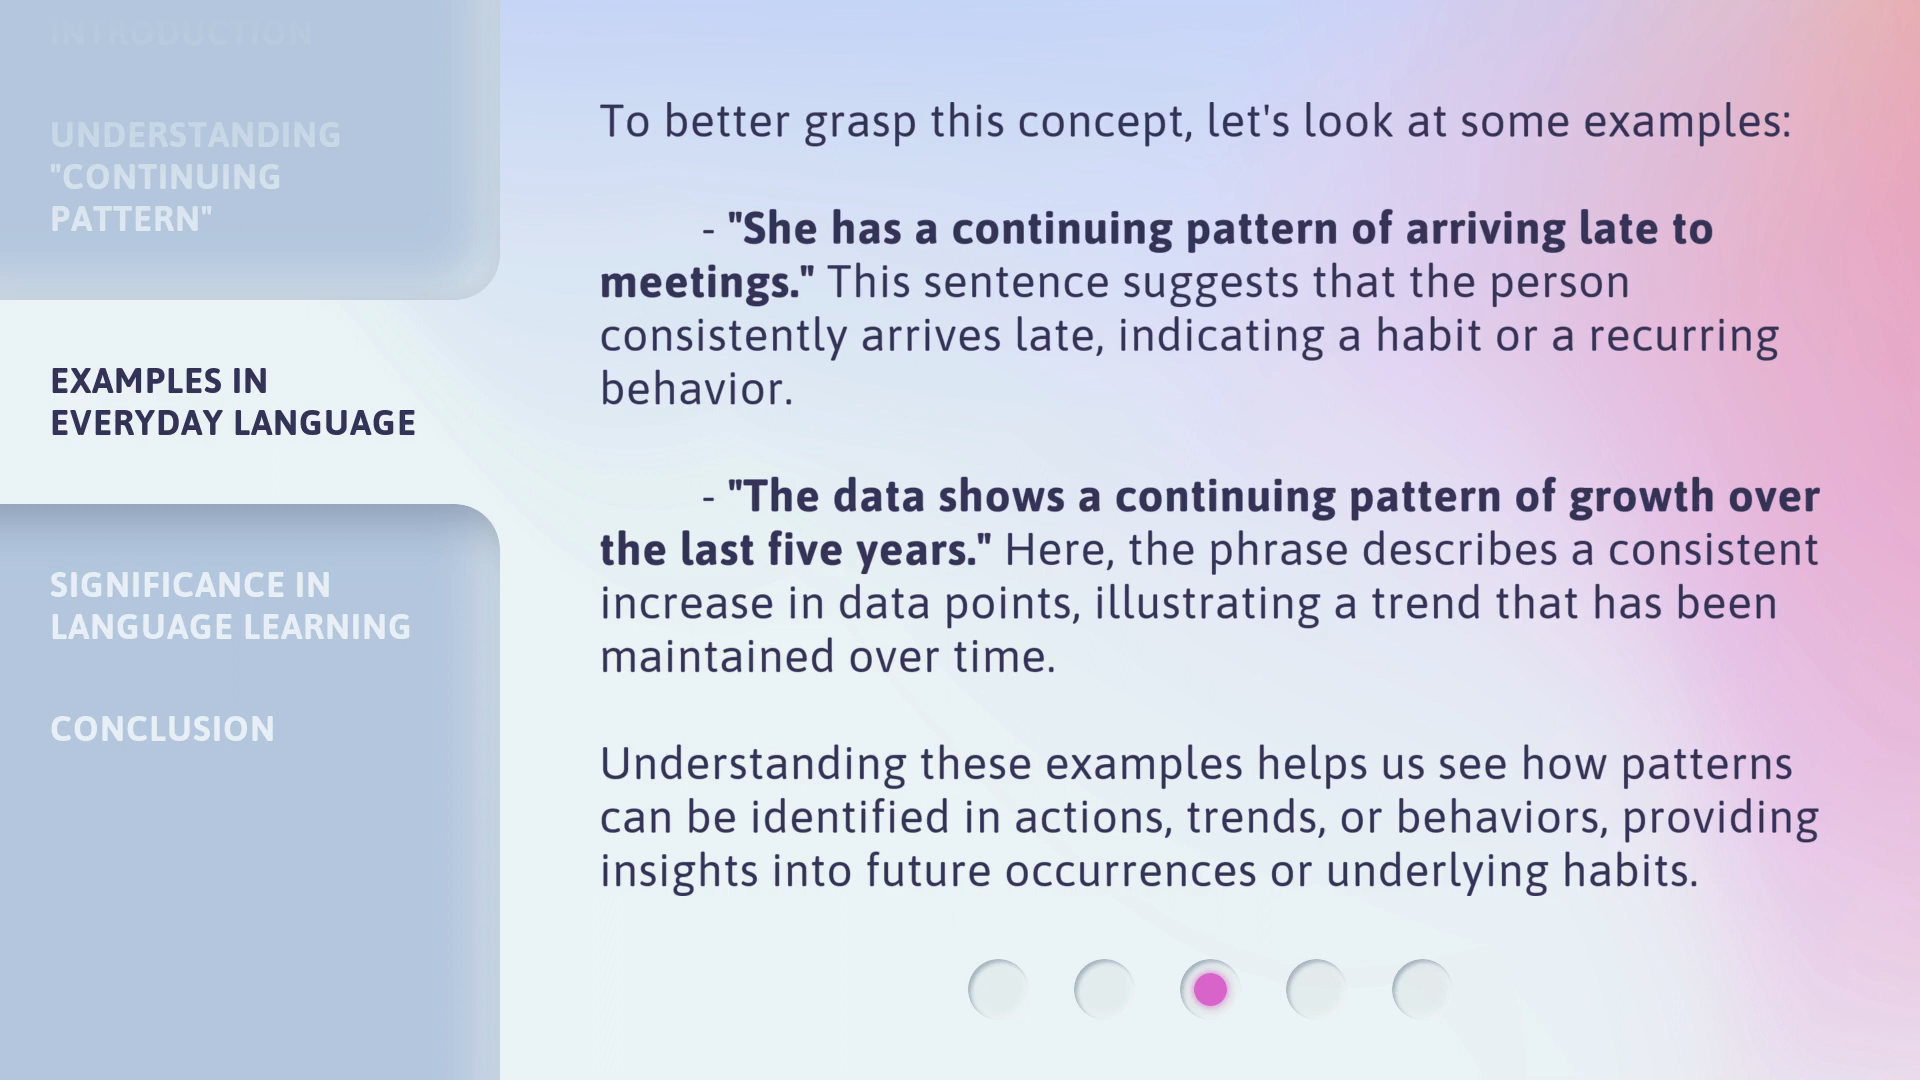 INTRODUCTION
UNDERSTANDING
"CONTINUING
PATTERN"
EXAMPLES IN
EVERYDAY LANGUAGE
SIGNIFICANCE IN
LANGUAGE LEARNING
CONCLUSION
To better grasp this concept, let's look at some examples:
- "She has a continuing pattern of arriving late to
meetings." This sentence suggests that the person
consistently arrives late, indicating a habit or a recurring
behavior.
- "The data shows a continuing pattern of growth over
the last five years." Here, the phrase describes a consistent
increase in data points, illustrating a trend that has been
maintained over time.
Understanding these examples helps us see how patterns
can be identified in actions, trends, or behaviors, providing
insights into future occurrences or underlying habits.